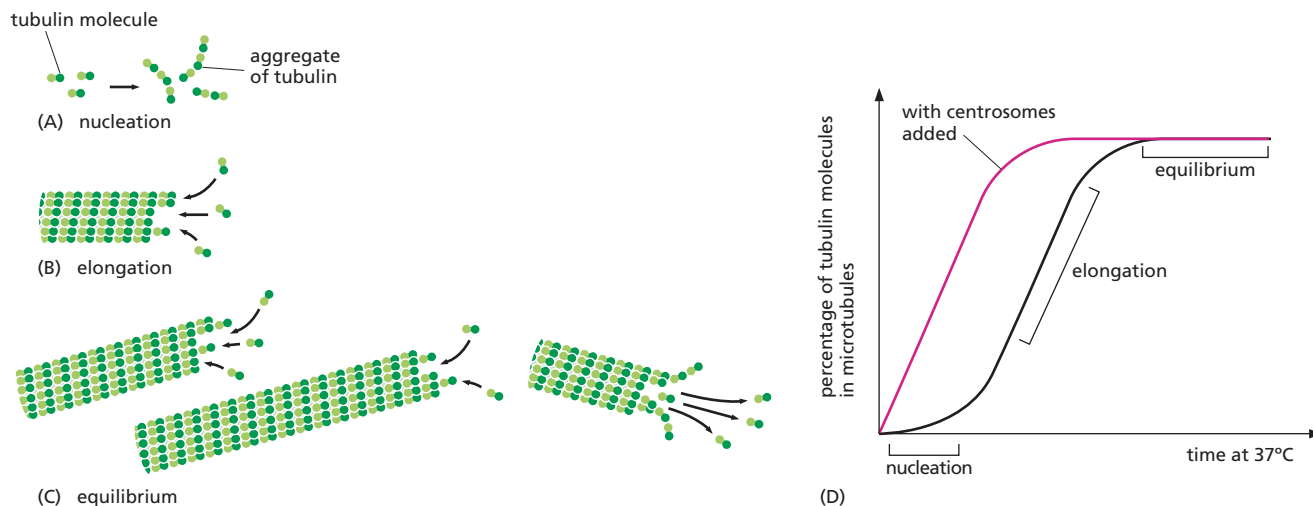 tubulin molecule
aggregate
of tubulin
(A) nucleation
(B) elongation
(C) equilibrium
percentage of tubulin molecules
in microtubules
with centrosomes
added
equilibrium
elongation
nucleation
time at 37ºC
(D)